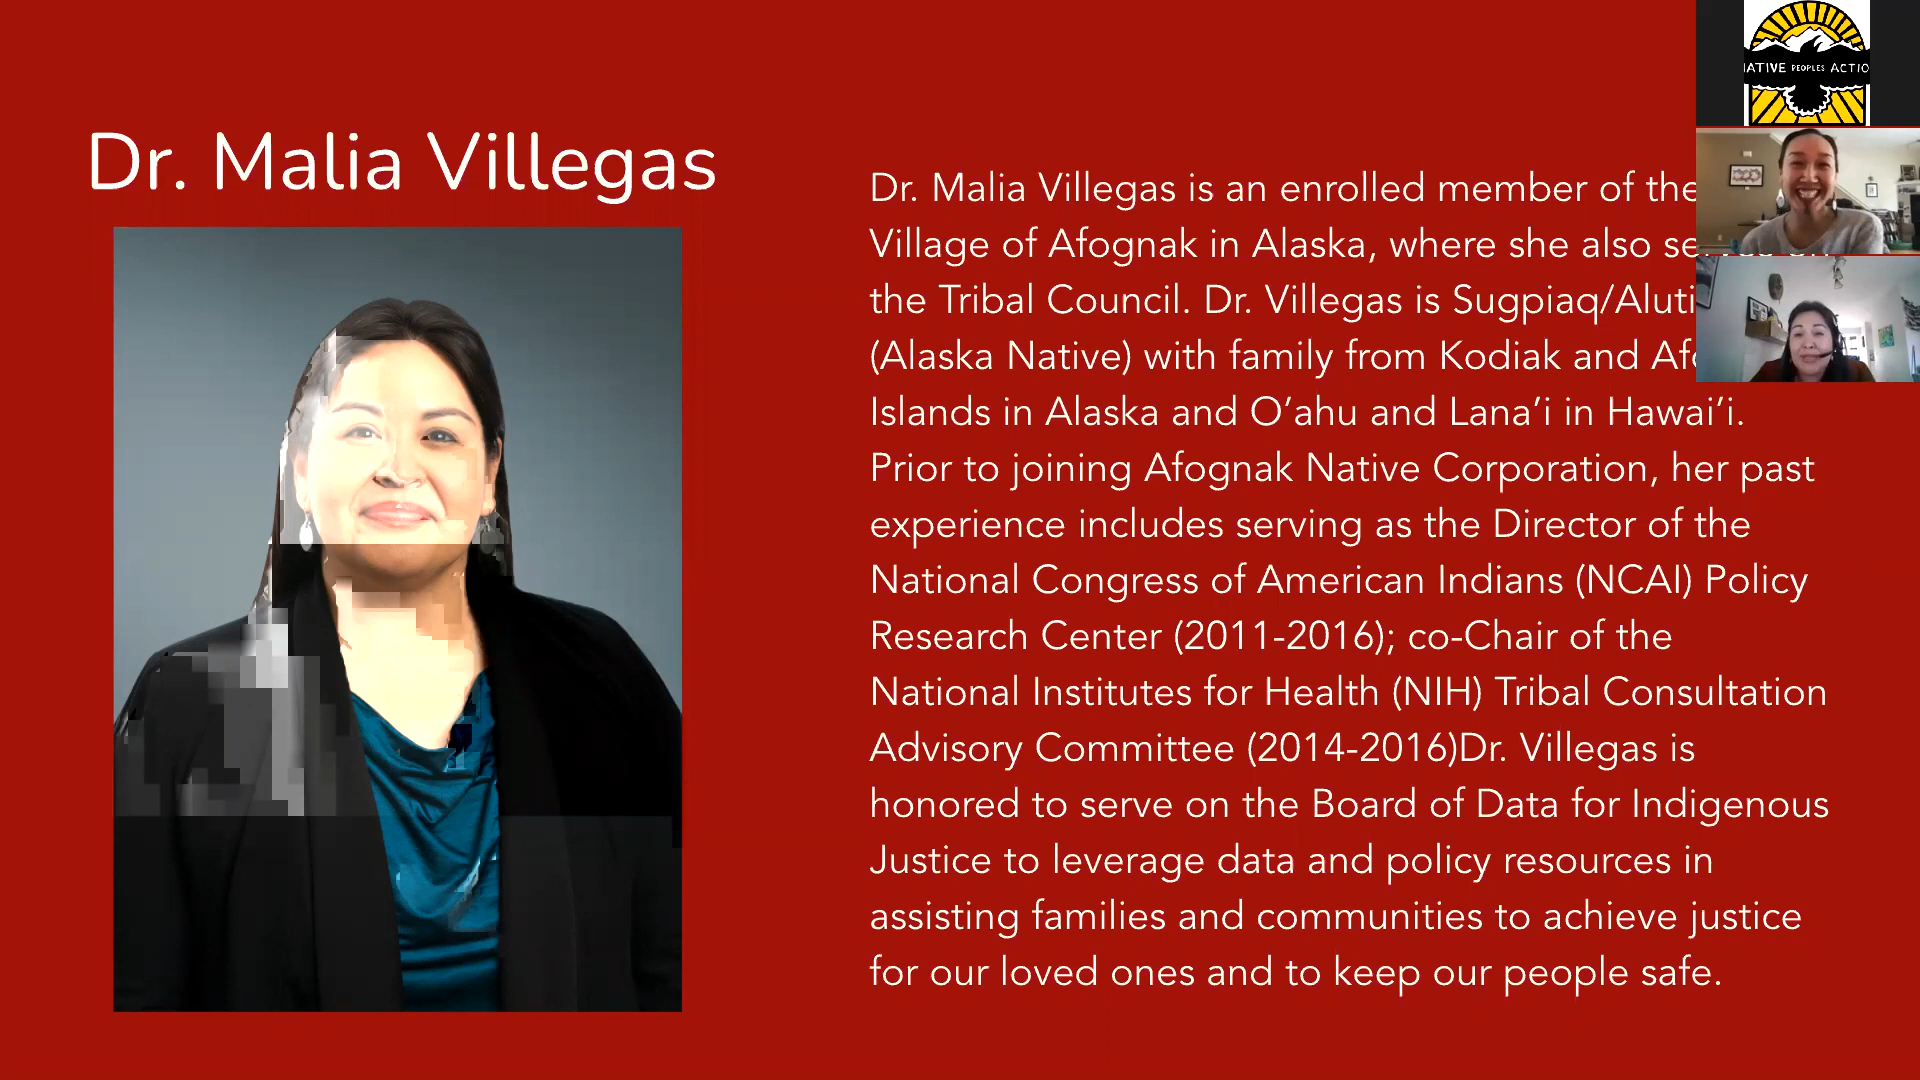 Dr. Malia Villegas
Dr. Malia Villegas is an enrolled member of the
Village of Afognak in Alaska, where she also
the Tribal Council. Dr. Villegas is
(Alaska Native) with family from Kodiak and
Islands in Alaska and O’ahu and Lana’i in Hawai’i.
Prior to joining Afognak Native Corporation, her past
experience includes serving as the Director of the
National Congress of American Indians (NCAI) Policy
Research Center (2011-2016); co-Chair of the
National Institutes for Health (NIH) Tribal Consultation
Advisory Committee (2014-2016)Dr. Villegas is
honored to serve on the Board of Data for Indigenous
Justice to leverage data and policy resources in
assisting families and communities to achieve justice
for our loved ones and to keep our people safe.
PEOPLES